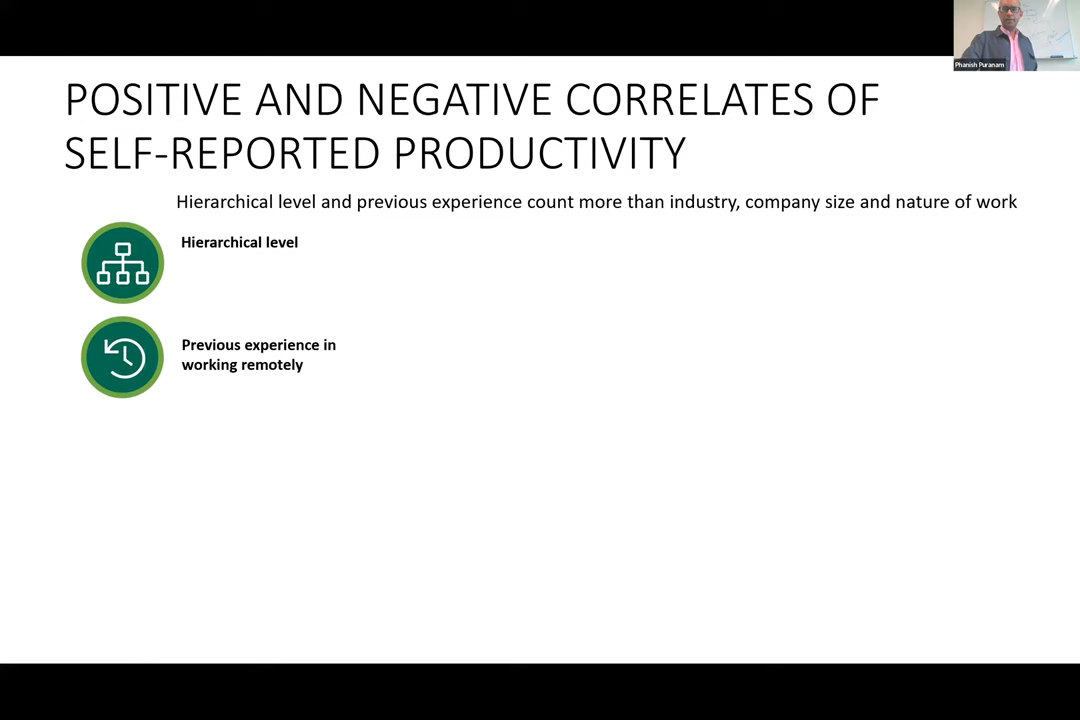 Phanish Puranam
POSITIVE AND NEGATIVE CORRELATES OF
SELF-REPORTED PRODUCTIVITY
Hierarchical level and previous experience count more than industry, company size and nature of work
Hierarchical level
Previous experience in
working remotely